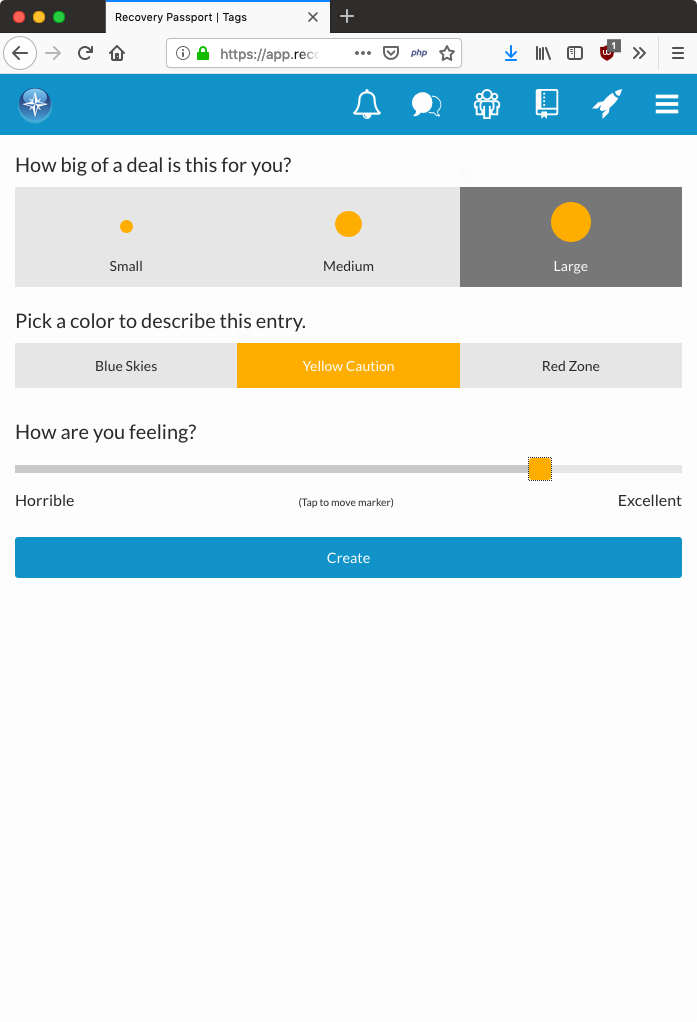 Recovery Passport | Tags
https://app.reco
php
1
How big of a deal is this for you?
Small Medium Large
Pick a color to describe this entry.
Blue Skies Yellow Caution Red Zone
How are you feeling?
Horrible (Tap to move marker) Excellent
Create